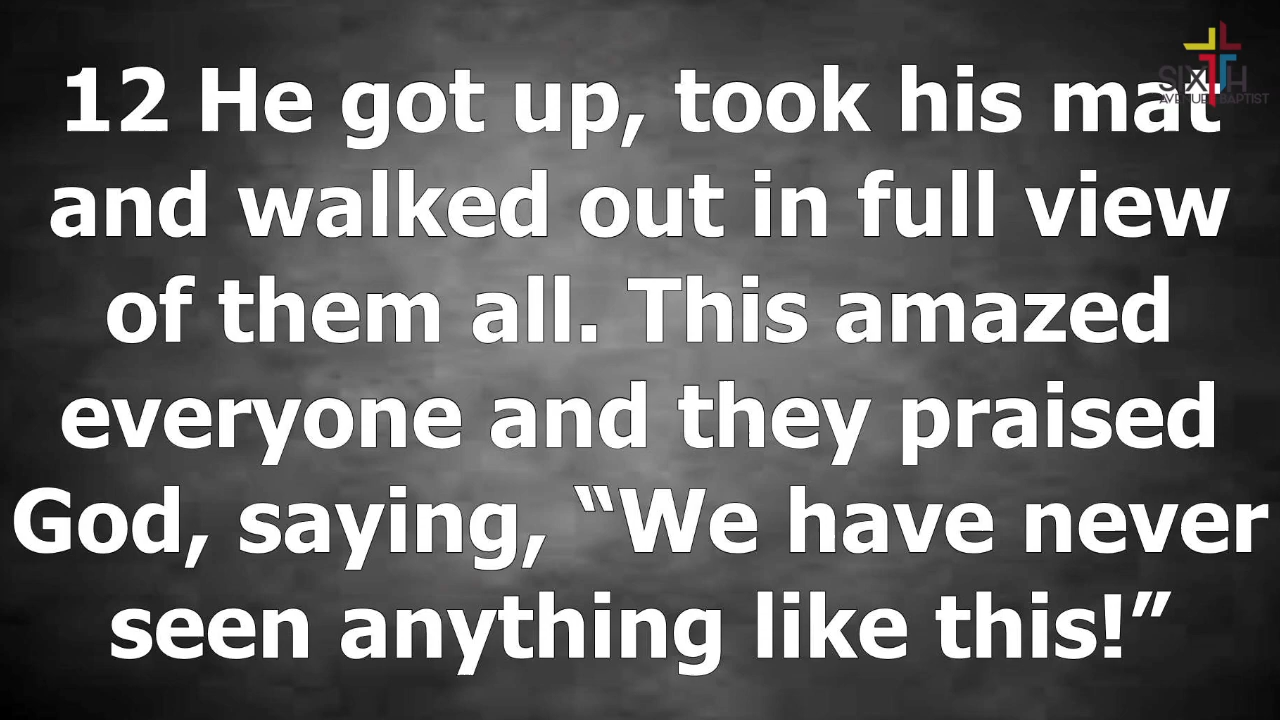 12 He got up, took his mat
and walked out in full view
of them all. This amazed
everyone and they praised
God, saying, “We have never
seen anything like this!”
SIXTH
AVENUE BAPTIST